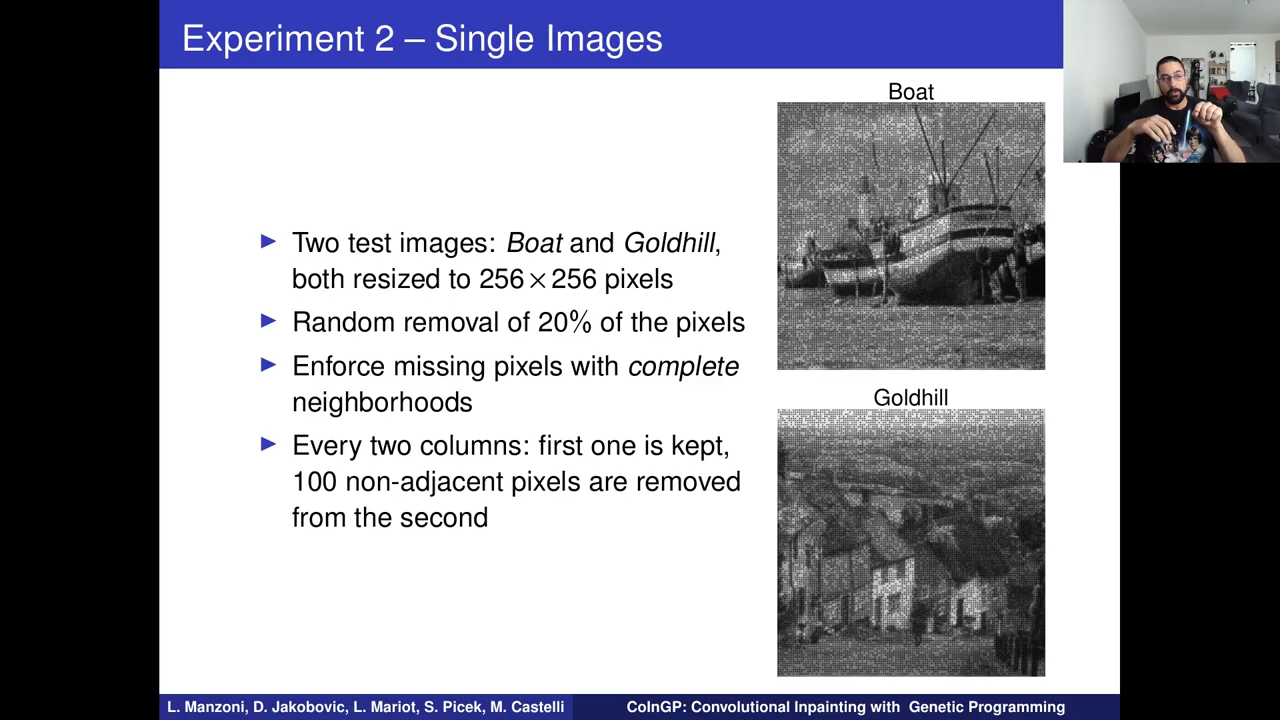 Experiment 2 – Single Images
Boat
▶ Two test images: Boat and Goldhill,
both resized to 256×256 pixels
▶ Random removal of 20% of the pixels
▶ Enforce missing pixels with complete
neighborhoods
▶ Every two columns: first one is kept,
100 non-adjacent pixels are removed
from the second
Goldhill
L. Manzoni, D. Jakobovic, L. Mariot, S. Picek, M. Castelli
CoInGP: Convolutional Inpainting with Genetic Programming